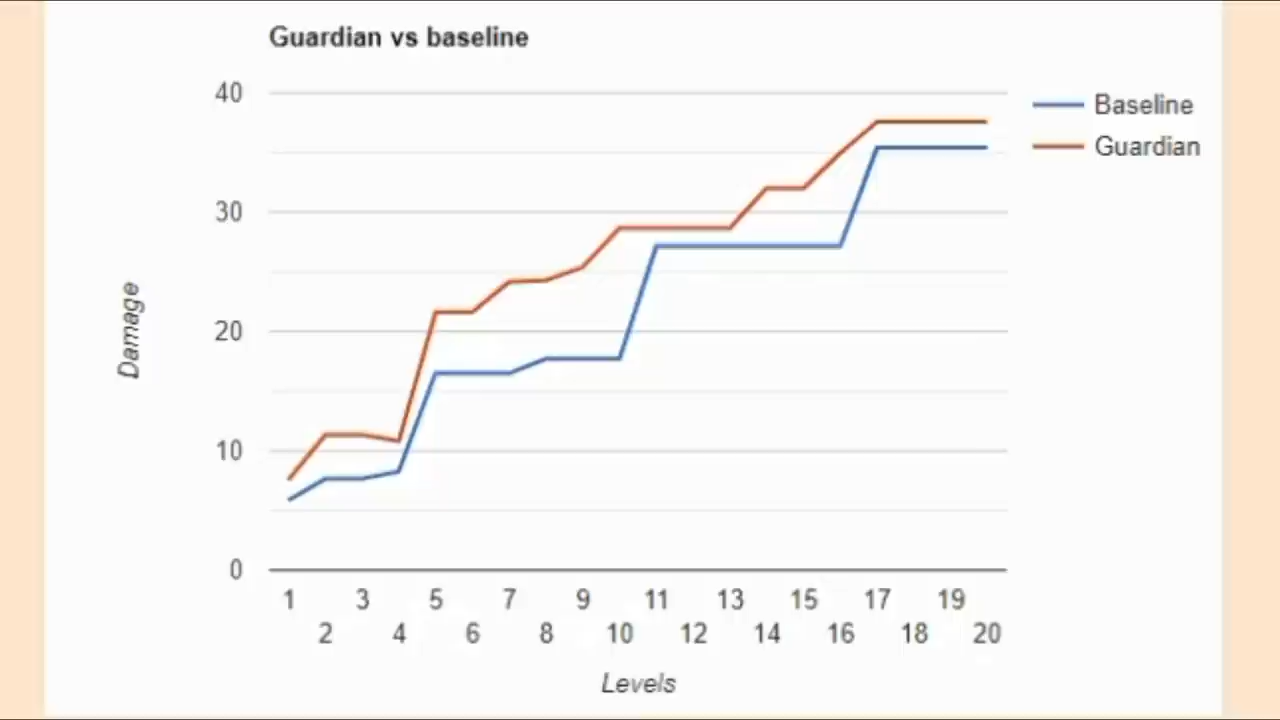 Guardian vs baseline
40
30
20
10
0
Damage
Baseline
Guardian
1 3 5 7 9 11 13 15 17 19
2 4 6 8 10 12 14 16 18 20
Levels